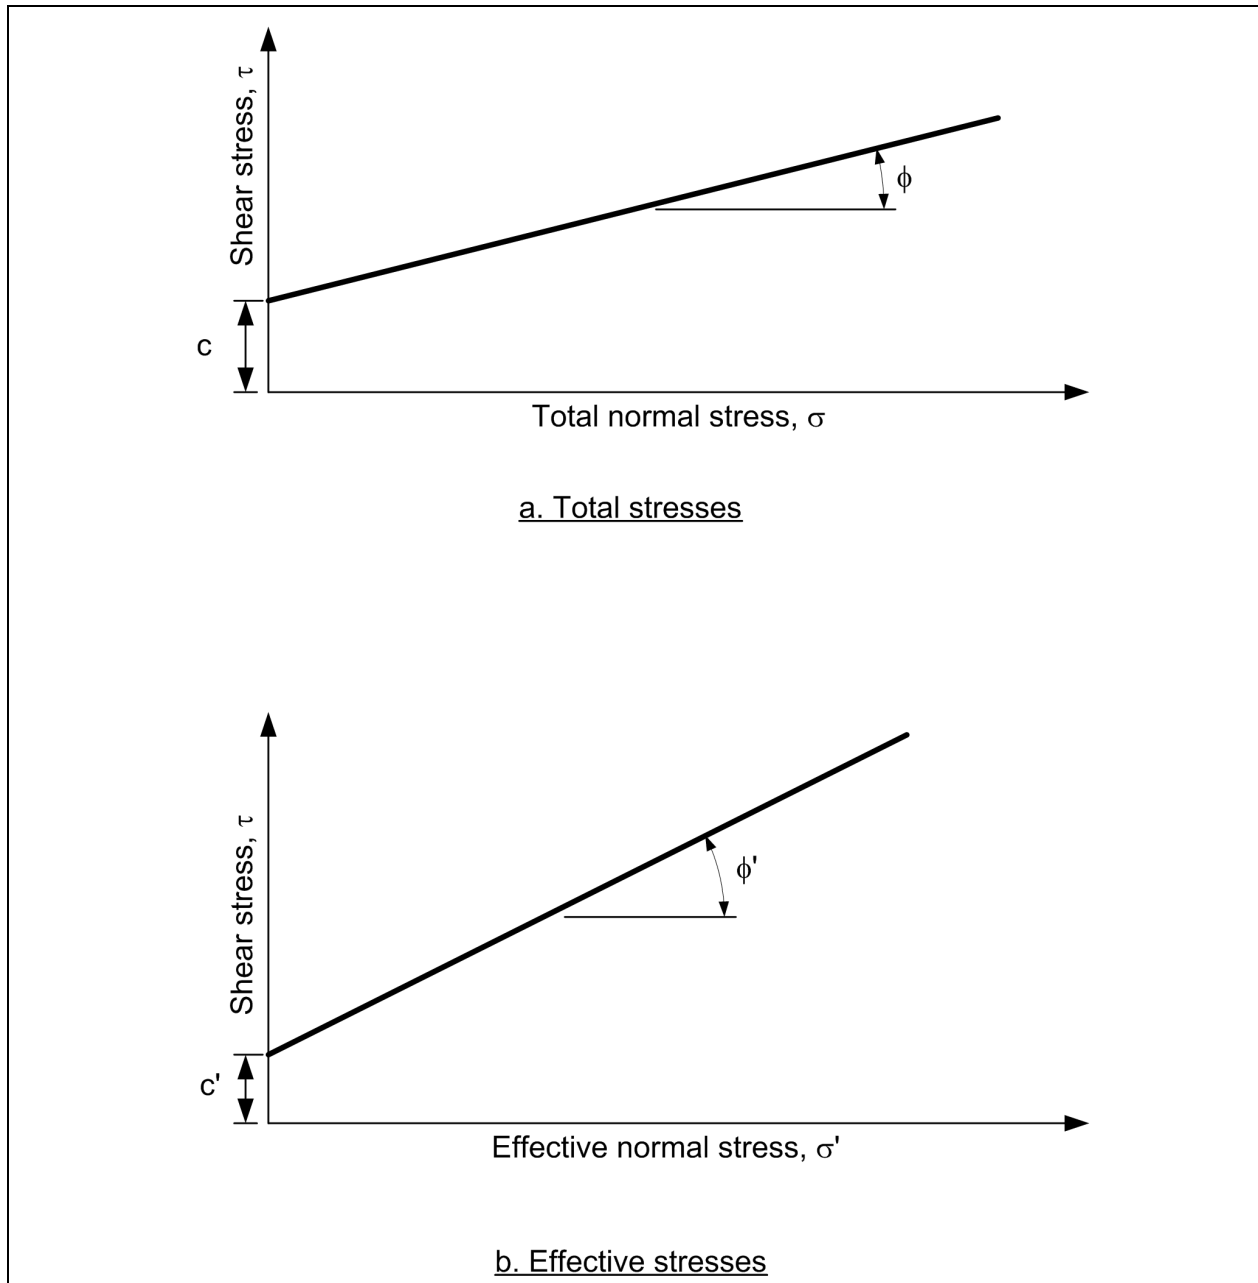 Shear stress, τ
ϕ
c
Total normal stress, σ
a. Total stresses
Shear stress, τ
ϕ'
c'
Effective normal stress, σ'
b. Effective stresses